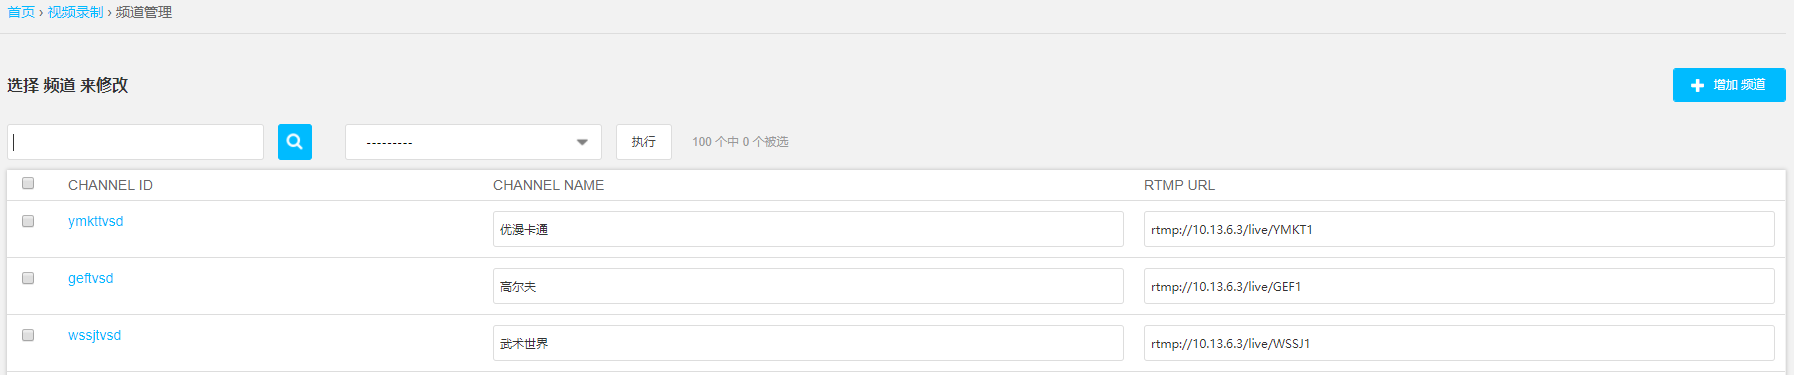 首页 › 视频录制 › 频道管理
选择 频道 来修改
增加 频道
---------
执行
100 个中 0 个被选
CHANNEL ID CHANNEL NAME RTMP URL
ymkttvsd 优漫卡通 rtmp://10.13.6.3/live/YMKT1
geftvsd 高尔夫 rtmp://10.13.6.3/live/GEF1
wssjtvsd 武术世界 rtmp://10.13.6.3/live/WSSJ1